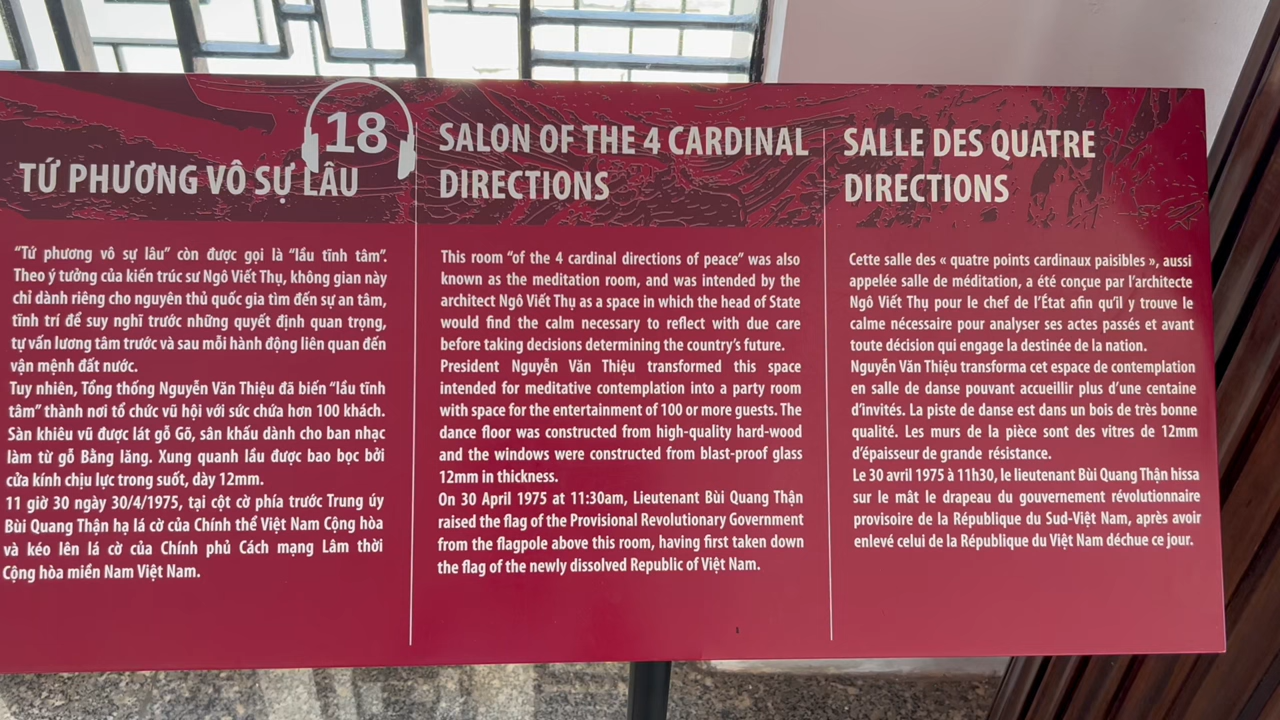 18
TỨ PHƯƠNG VÔ SỰ LÂU
"Tứ phương vô sự lâu" còn được gọi là "lầu tĩnh tâm".
Theo ý tưởng của kiến trúc sư Ngô Viết Thụ, không gian này
chỉ dành riêng cho nguyên thủ quốc gia tìm đến sự an tâm,
tĩnh trí để suy nghĩ trước những quyết định quan trọng,
tự vấn lương tâm trước và sau mỗi hành động liên quan đến
vận mệnh đất nước.
Tuy nhiên, Tổng thống Nguyễn Văn Thiệu đã biến "lầu tĩnh
tâm" thành nơi tổ chức vũ hội với sức chứa hơn 100 khách.
Sàn khiêu vũ được lát gỗ Gõ, sân khấu dành cho ban nhạc
làm từ gỗ Bằng lăng. Xung quanh lầu được bao bọc bởi
cửa kính chịu lực trong suốt, dày 12mm.
11 giờ 30 ngày 30/4/1975, tại cột cờ phía trước Trung úy
Bùi Quang Thận hạ lá cờ của Chính thể Việt Nam Cộng hòa
và kéo lên lá cờ của Chính phủ Cách mạng Lâm thời
Cộng hòa miền Nam Việt Nam.
SALON OF THE 4 CARDINAL
DIRECTIONS
This room "of the 4 cardinal directions of peace" was also
known as the meditation room, and was intended by the
architect Ngô Viết Thụ as a space in which the head of State
would find the calm necessary to reflect with due care
before taking decisions determining the country's future.
President Nguyễn Văn Thiệu transformed this space
intended for meditative contemplation into a party room
with space for the entertainment of 100 or more guests. The
dance floor was constructed from high-quality hard-wood
and the windows were constructed from blast-proof glass
12mm in thickness.
On 30 April 1975 at 11:30am, Lieutenant Bùi Quang Thận
raised the flag of the Provisional Revolutionary Government
from the flagpole above this room, having first taken down
the flag of the newly dissolved Republic of Việt Nam.
SALLE DES QUATRE
DIRECTIONS
Cette salle des « quatre points cardinaux paisibles », aussi
appelée salle de méditation, a été conçue par l'architecte
Ngô Viết Thụ pour le chef de l'État afin qu'il y trouve le
calme nécessaire pour analyser ses actes passés et avant
toute décision qui engage la destinée de la nation.
Nguyễn Văn Thiệu transforma cet espace de contemplation
en salle de danse pouvant accueillir plus d'une centaine
d'invités. La piste de danse est dans un bois de très bonne
qualité. Les murs de la pièce sont des vitres de 12mm
d'épaisseur de grande résistance.
Le 30 avril 1975 à 11h30, le lieutenant Bùi Quang Thận hissa
sur le mât le drapeau du gouvernement révolutionnaire
provisoire de la République du Sud-Việt Nam, après avoir
enlevé celui de la République du Việt Nam déchue ce jour.